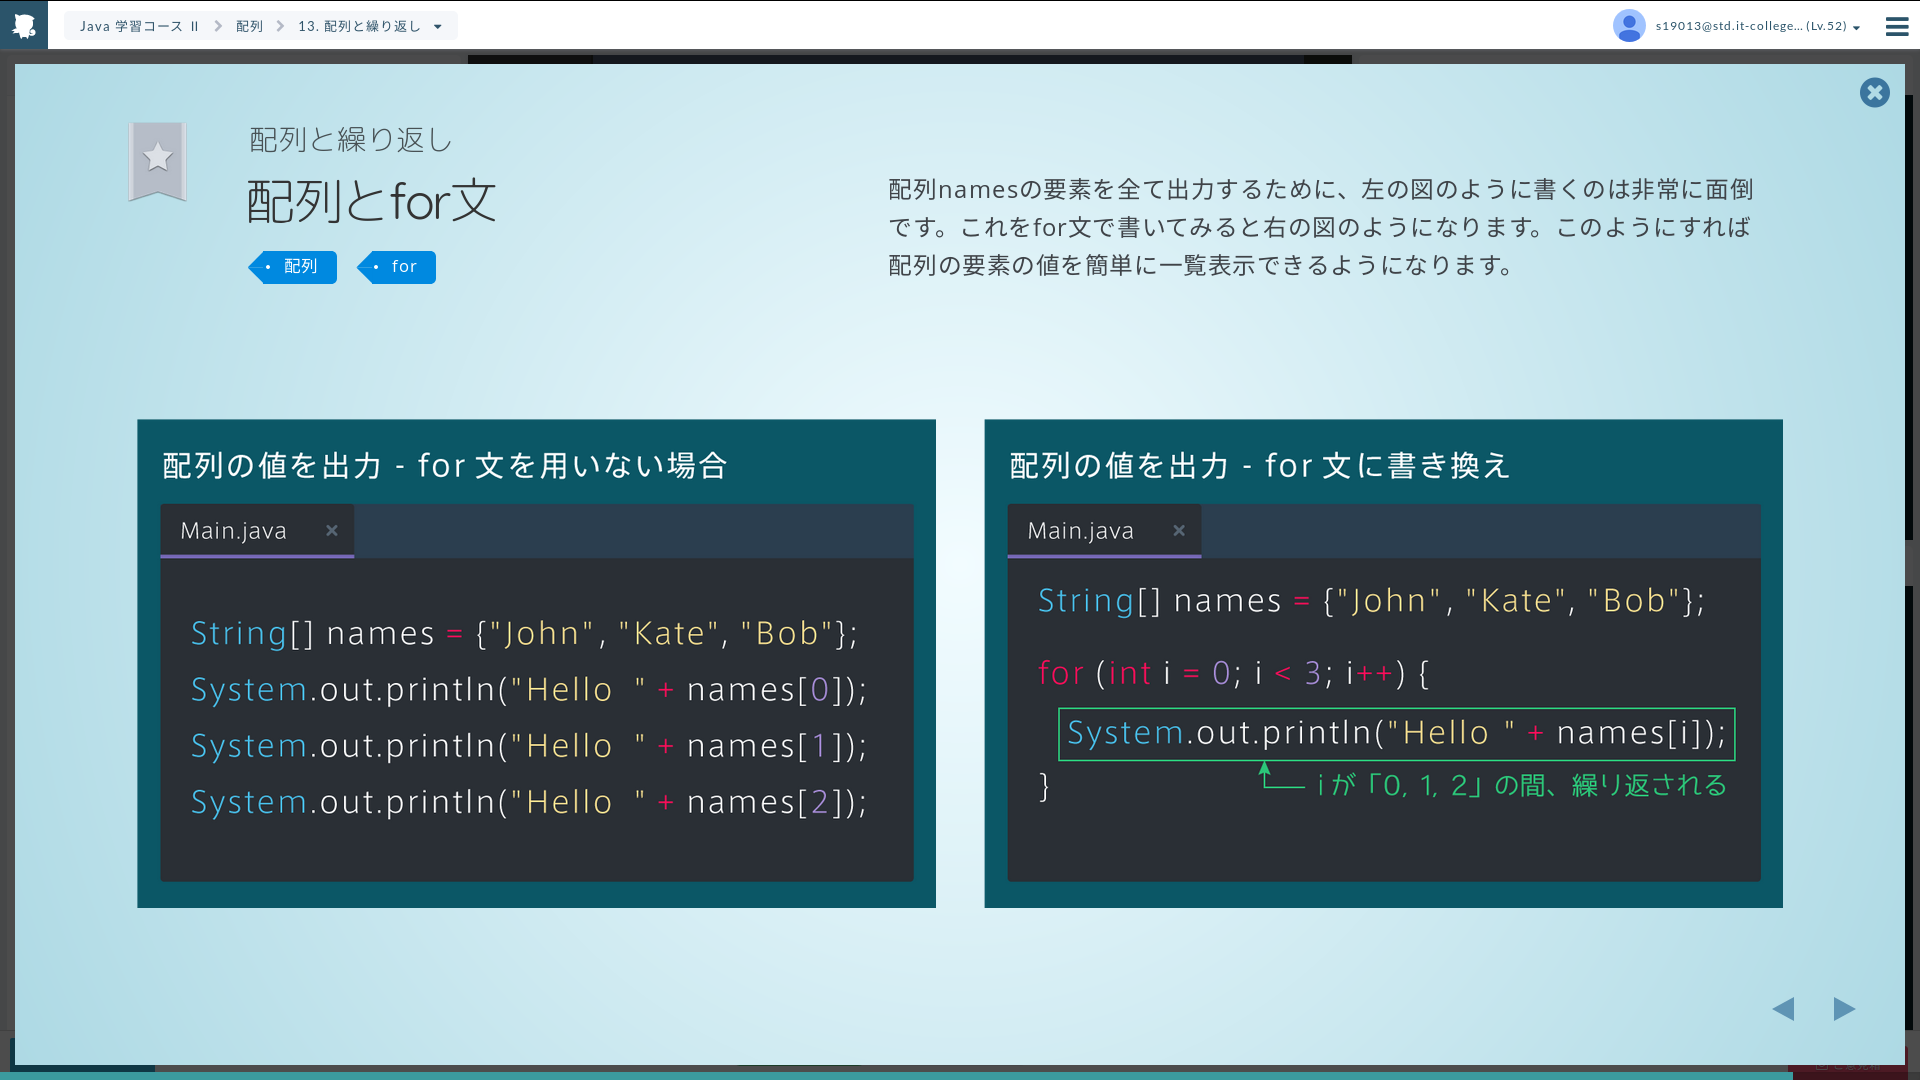 Java 学習コース Ⅱ > 配列 > 13. 配列と繰り返し
s19013@std.it-college... (Lv.52)
配列と繰り返し
配列とfor文
配列 for
配列namesの要素を全て出力するために、左の図のように書くのは非常に面倒
です。これをfor文で書いてみると右の図のようになります。このようにすれば
配列の要素の値を簡単に一覧表示できるようになります。
配列の値を出力 - for 文を用いない場合
Main.java ×
String[] names = {"John", "Kate", "Bob"};
System.out.println("Hello " + names[0]);
System.out.println("Hello " + names[1]);
System.out.println("Hello " + names[2]);
配列の値を出力 - for 文に書き換え
Main.java ×
String[] names = {"John", "Kate", "Bob"};
for (int i = 0; i < 3; i++) {
System.out.println("Hello " + names[i]);
}
i が「0, 1, 2」の間、繰り返される